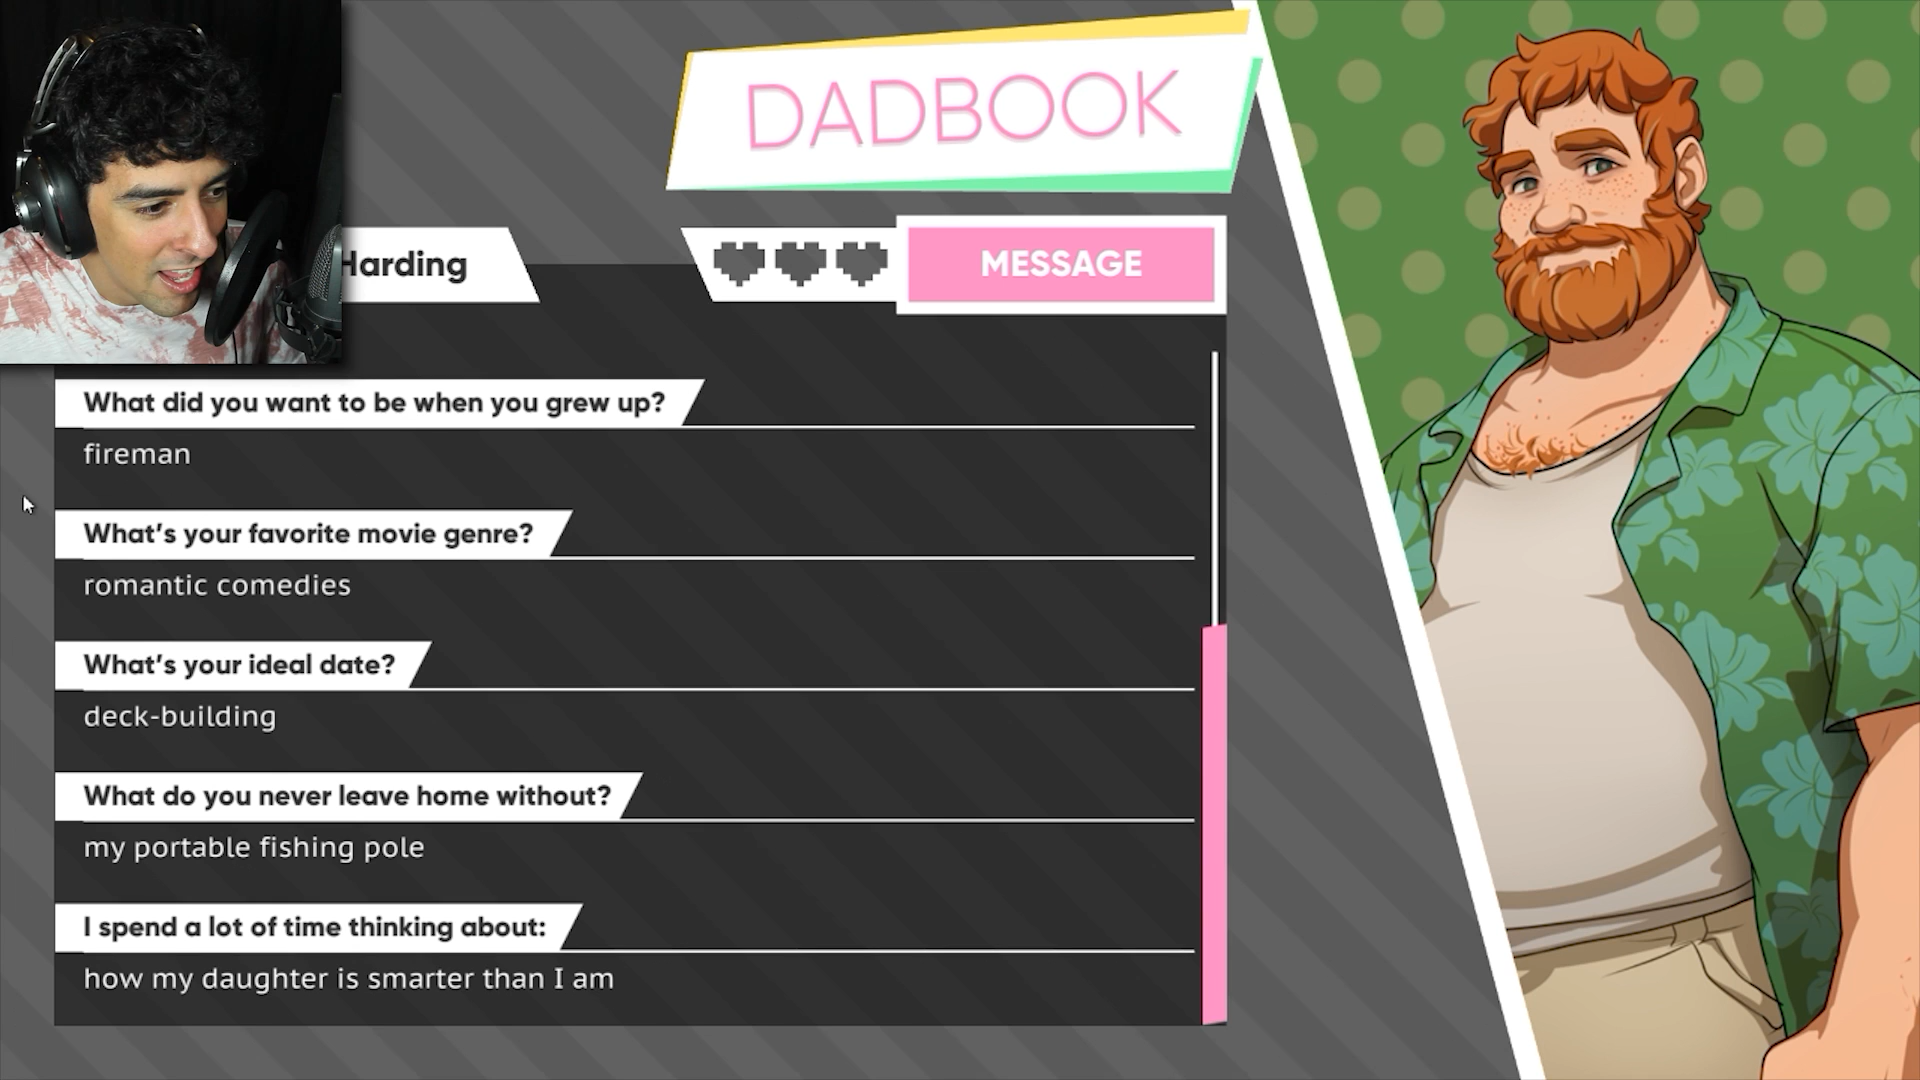 DADBOOK
Harding
MESSAGE
What did you want to be when you grew up?
fireman
What's your favorite movie genre?
romantic comedies
What's your ideal date?
deck-building
What do you never leave home without?
my portable fishing pole
I spend a lot of time thinking about:
how my daughter is smarter than I am